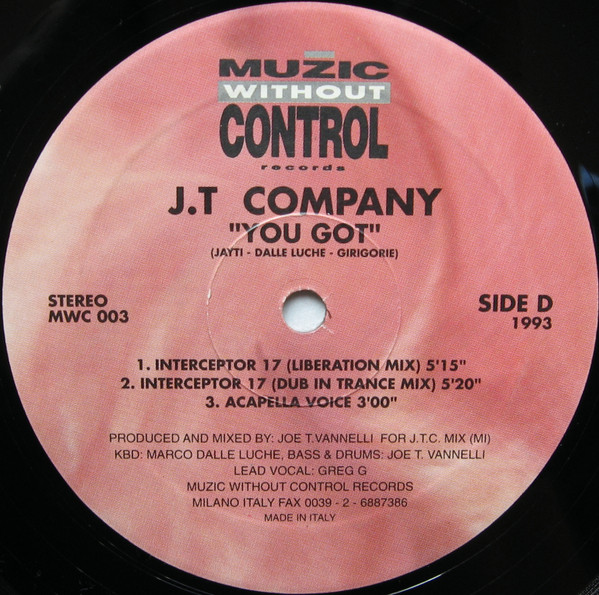 MUZIC
WITHOUT
CONTROL
records
J.T COMPANY
"YOU GOT"
(JAYTI - DALLE LUCHE - GIRIGORIE)
STEREO
MWC 003
SIDE D
1993
1. INTERCEPTOR 17 (LIBERATION MIX) 5'15"
2. INTERCEPTOR 17 (DUB IN TRANCE MIX) 5'20"
3. ACAPELLA VOICE 3'00"
PRODUCED AND MIXED BY: JOE T.VANNELLI FOR J.T.C. MIX (MI)
KBD: MARCO DALLE LUCHE, BASS & DRUMS: JOE T. VANNELLI
LEAD VOCAL: GREG G
MUZIC WITHOUT CONTROL RECORDS
MILANO ITALY FAX 0039 - 2 - 6887386
MADE IN ITALY